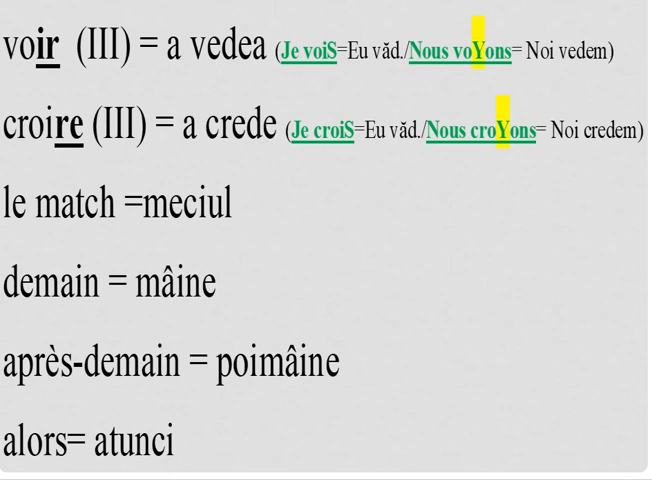 voir (III) = a vedea (Je voiS=Eu văd./Nous voYons= Noi vedem)
croire (III) = a crede (Je croiS=Eu văd./Nous croYons= Noi credem)
le match =meciul
demain = mâine
après-demain = poimâine
alors= atunci